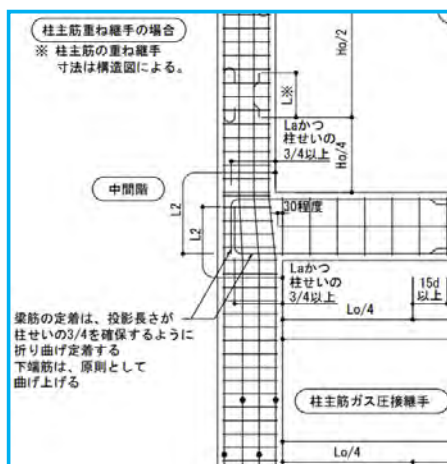 柱主筋重ね継手の場合
※ 柱主筋の重ね継手
寸法は構造図による。
Ho/2
L※
Laかつ
柱せいの
3/4以上
Ho/4
中間階
L2
L2
30程度
Laかつ
柱せいの
3/4以上
15d
以上
Lo/4
梁筋の定着は、投影長さが
柱せいの3/4を確保するように
折り曲げ定着する
下端筋は、原則として
曲げ上げる
柱主筋ガス圧接継手
Lo/4